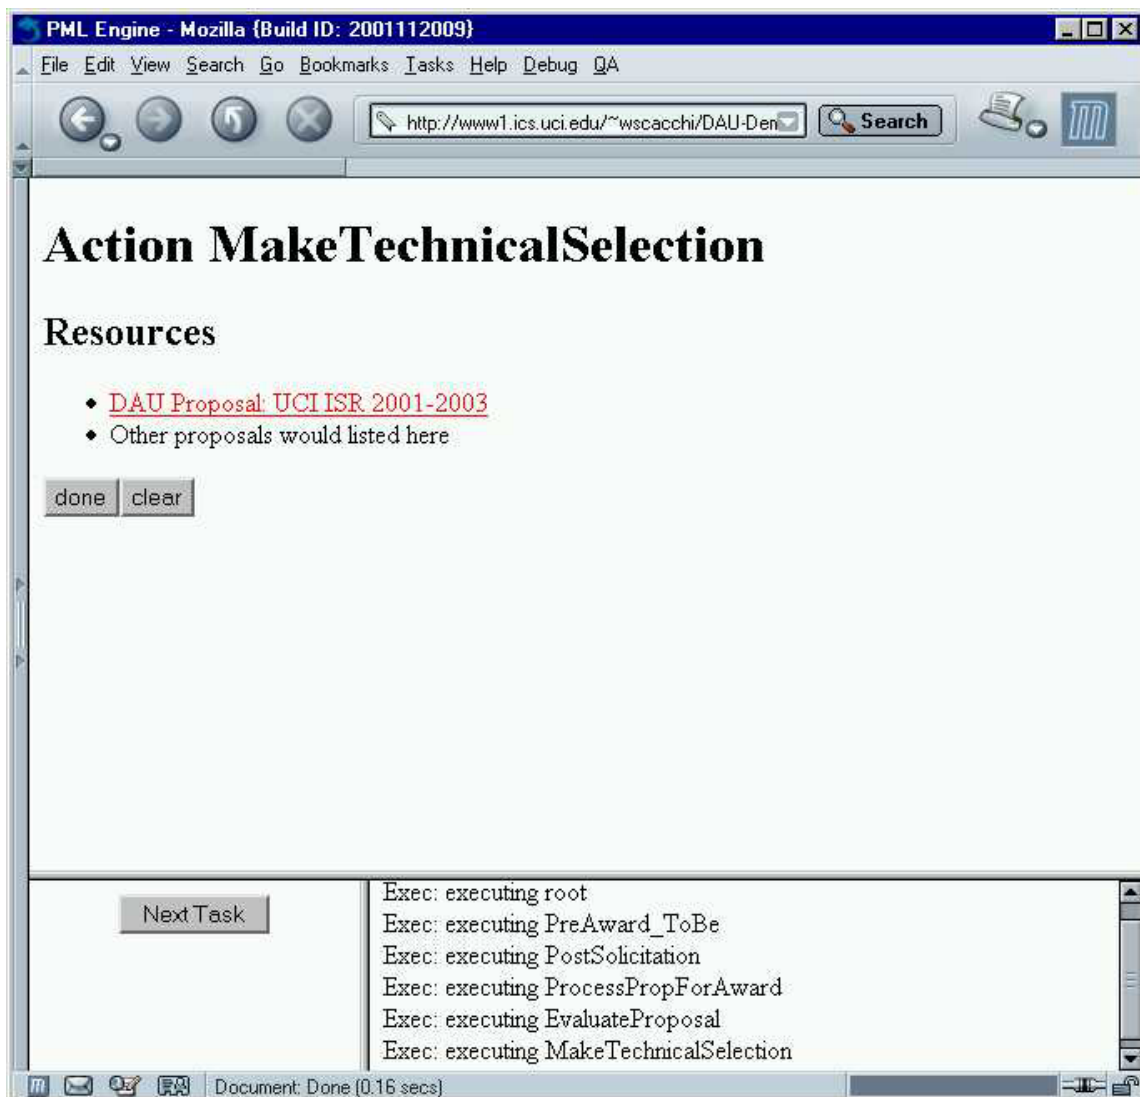 PML Engine - Mozilla {Build ID: 2001112009}
File Edit View Search Go Bookmarks Tasks Help Debug QA
http://www1.ics.uci.edu/~wscacchi/DAU-Den Search
Action MakeTechnicalSelection
Resources
• DAU Proposal: UCI ISR 2001-2003
• Other proposals would listed here
done clear
Next Task
Exec: executing root
Exec: executing PreAward_ToBe
Exec: executing PostSolicitation
Exec: executing ProcessPropForAward
Exec: executing EvaluateProposal
Exec: executing MakeTechnicalSelection
Document: Done (0.16 secs)